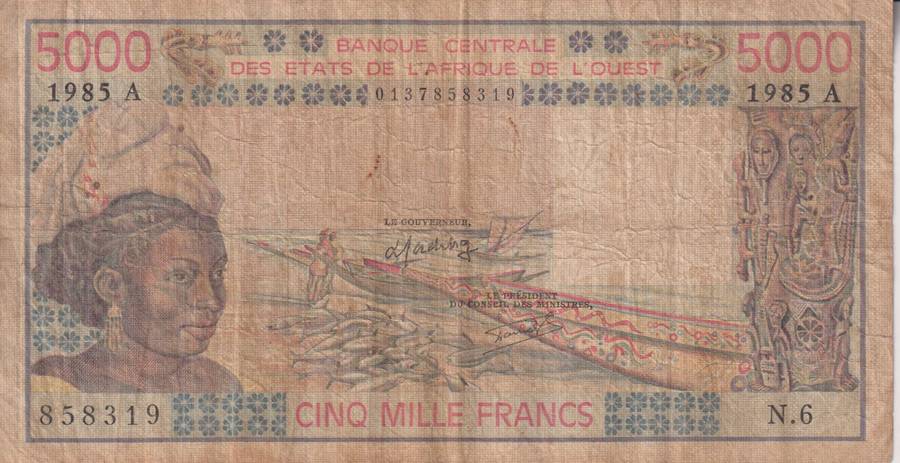 5000 BANQUE CENTRALE 5000
DES ETATS DE L'AFRIQUE DE L'OUEST
1985 A 0137858319 1985 A
LE GOUVERNEUR,
LE PRÉSIDENT
DU CONSEIL DES MINISTRES,
858319 CINQ MILLE FRANCS N.6